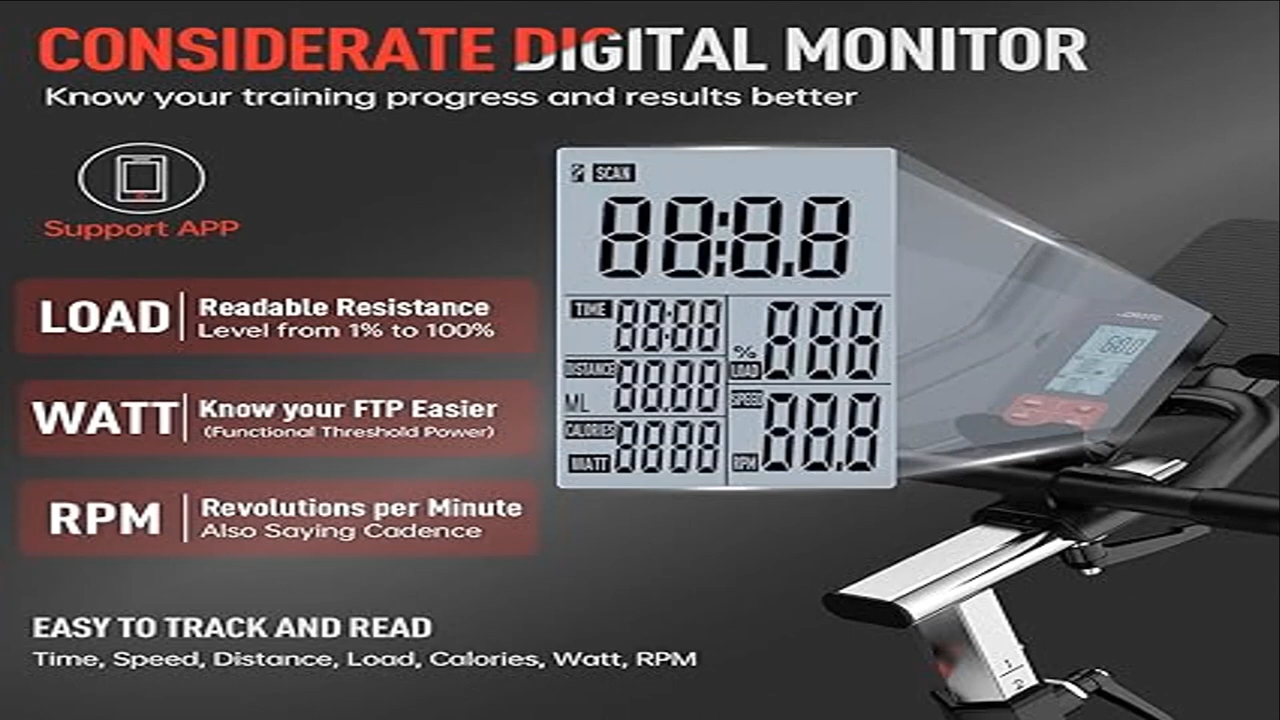 CONSIDERATE DIGITAL MONITOR
Know your training progress and results better
Support APP
LOAD
Readable Resistance
Level from 1% to 100%
WATT
Know your FTP Easier
(Functional Threshold Power)
RPM
Revolutions per Minute
Also Saying Cadence
SCAN
88:8.8
TIME
88:88
%
LOAD
888
DISTANCE
ML
88.88
SPEED
RPM
88.8
CALORIES
WATT
8888
JOROTO
1
2
EASY TO TRACK AND READ
Time, Speed, Distance, Load, Calories, Watt, RPM